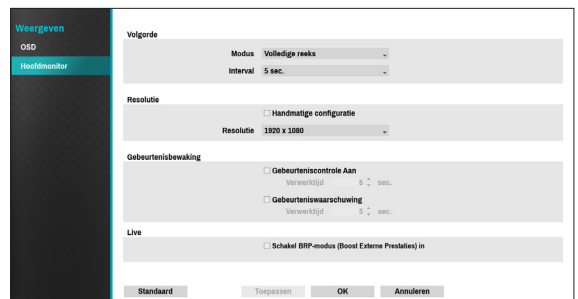 Weergeven
OSD
Hoofdmonitor
Volgorde
Modus Volledige reeks
Interval 5 sec.
Resolutie
Handmatige configuratie
Resolutie 1920 x 1080
Gebeurtenisbewaking
Gebeurteniscontrole Aan
Verwerktijd 5 sec.
Gebeurteniswaarschuwing
Verwerktijd 5 sec.
Live
Schakel BRP-modus (Boost Externe Prestaties) in
Standaard Toepassen OK Annuleren